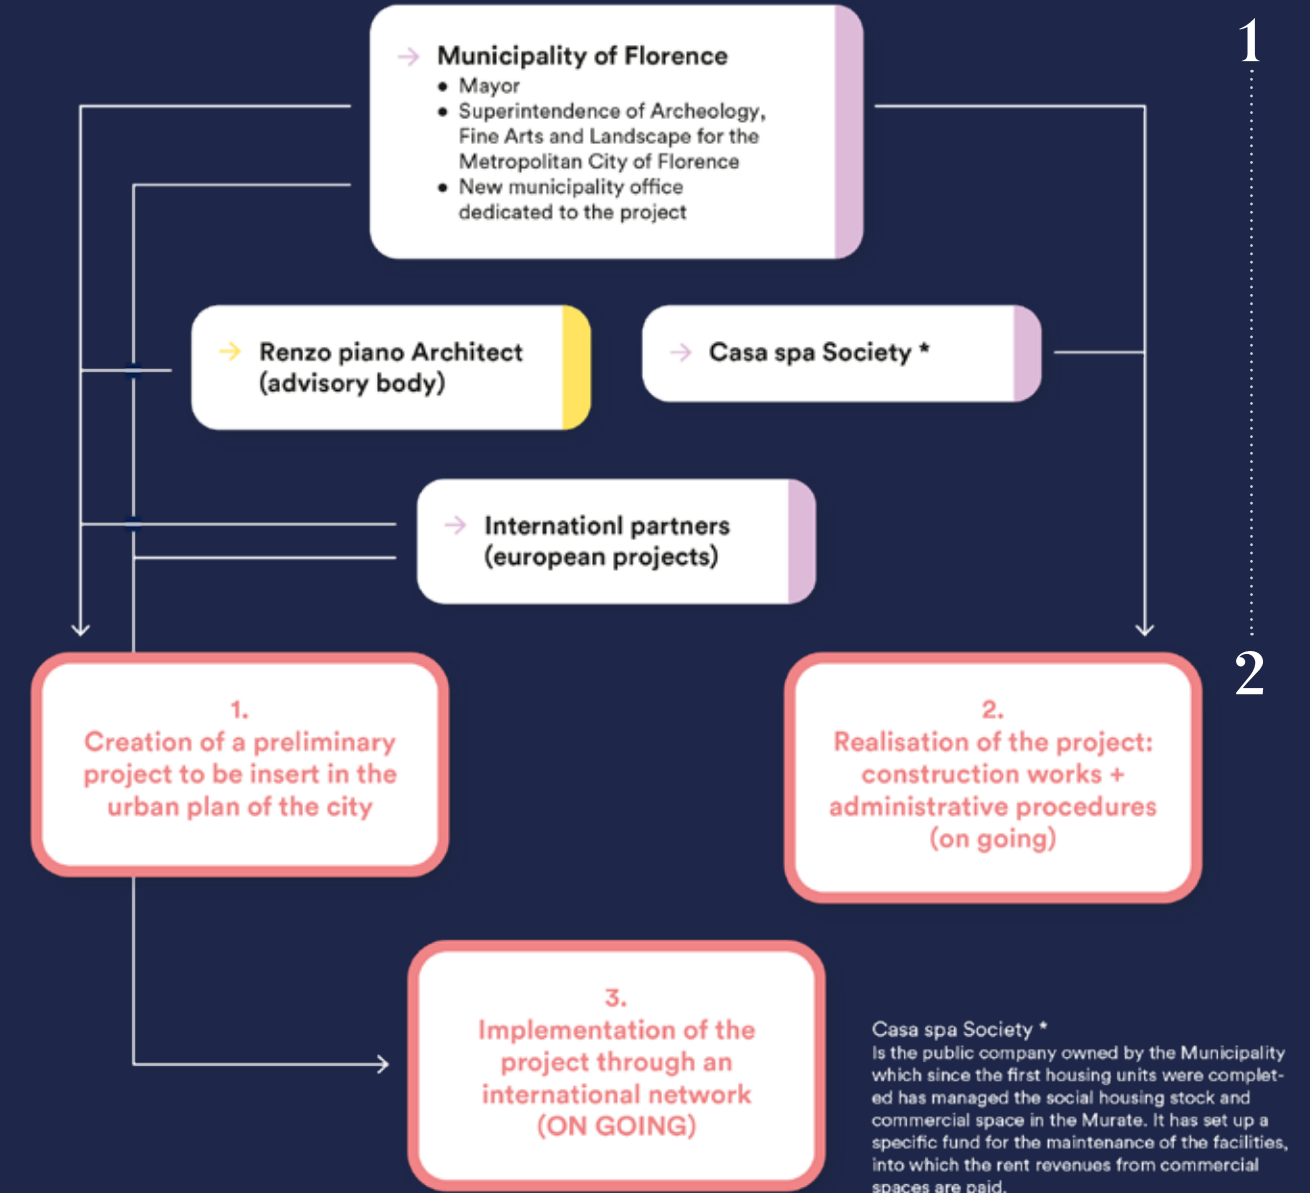 1
→ Municipality of Florence
• Mayor
• Superintendence of Archeology,
Fine Arts and Landscape for the
Metropolitan City of Florence
• New municipality office
dedicated to the project
→ Renzo piano Architect
(advisory body)
→ Casa spa Society *
→ Internationl partners
(european projects)
2
1.
Creation of a preliminary
project to be insert in the
urban plan of the city
2.
Realisation of the project:
construction works +
administrative procedures
(on going)
3.
Implementation of the
project through an
international network
(ON GOING)
Casa spa Society *
Is the public company owned by the Municipality
which since the first housing units were complet-
ed has managed the social housing stock and
commercial space in the Murate. It has set up a
specific fund for the maintenance of the facilities,
into which the rent revenues from commercial
spaces are paid.